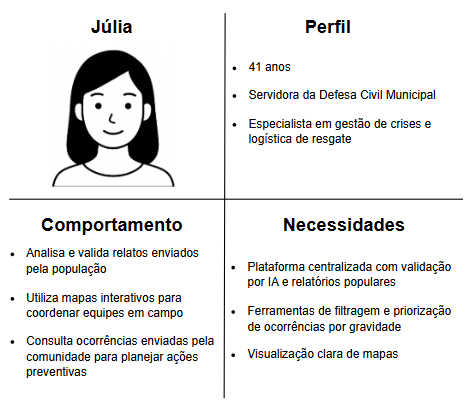 Júlia
Perfil
• 41 anos
• Servidora da Defesa Civil Municipal
• Especialista em gestão de crises e
logística de resgate
Comportamento
• Analisa e valida relatos enviados
pela população
• Utiliza mapas interativos para
coordenar equipes em campo
• Consulta ocorrências enviadas pela
comunidade para planejar ações
preventivas
Necessidades
• Plataforma centralizada com validação
por IA e relatórios populares
• Ferramentas de filtragem e priorização
de ocorrências por gravidade
• Visualização clara de mapas